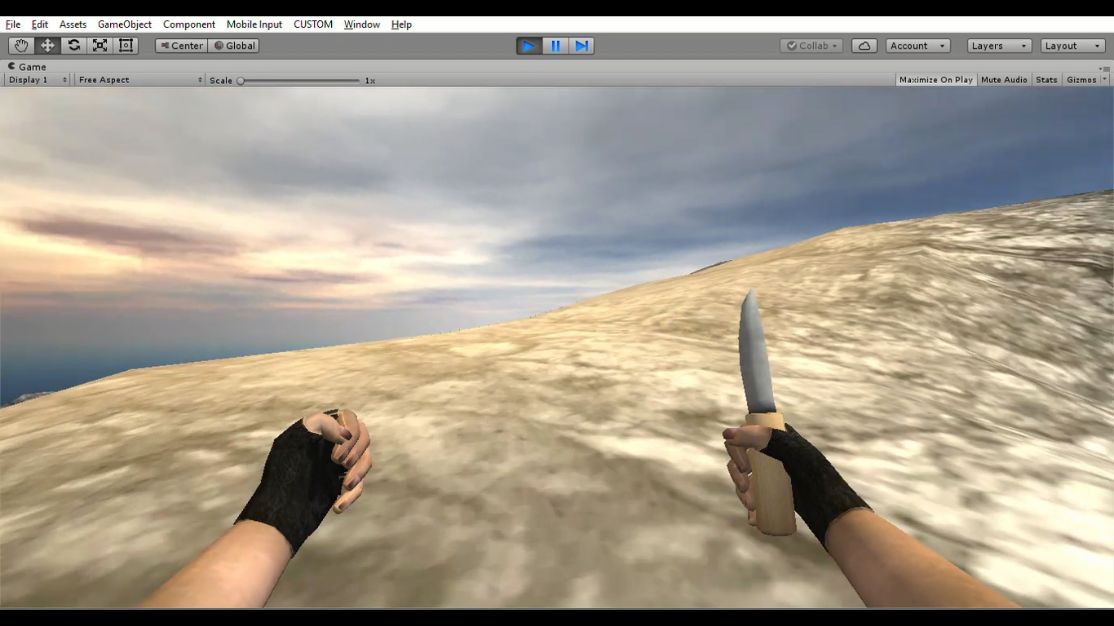 File Edit Assets GameObject Component Mobile Input CUSTOM Window Help
Center Global Collab Account Layers Layout
Game
Display 1 Free Aspect Scale 1x Maximize On Play Mute Audio Stats Gizmos